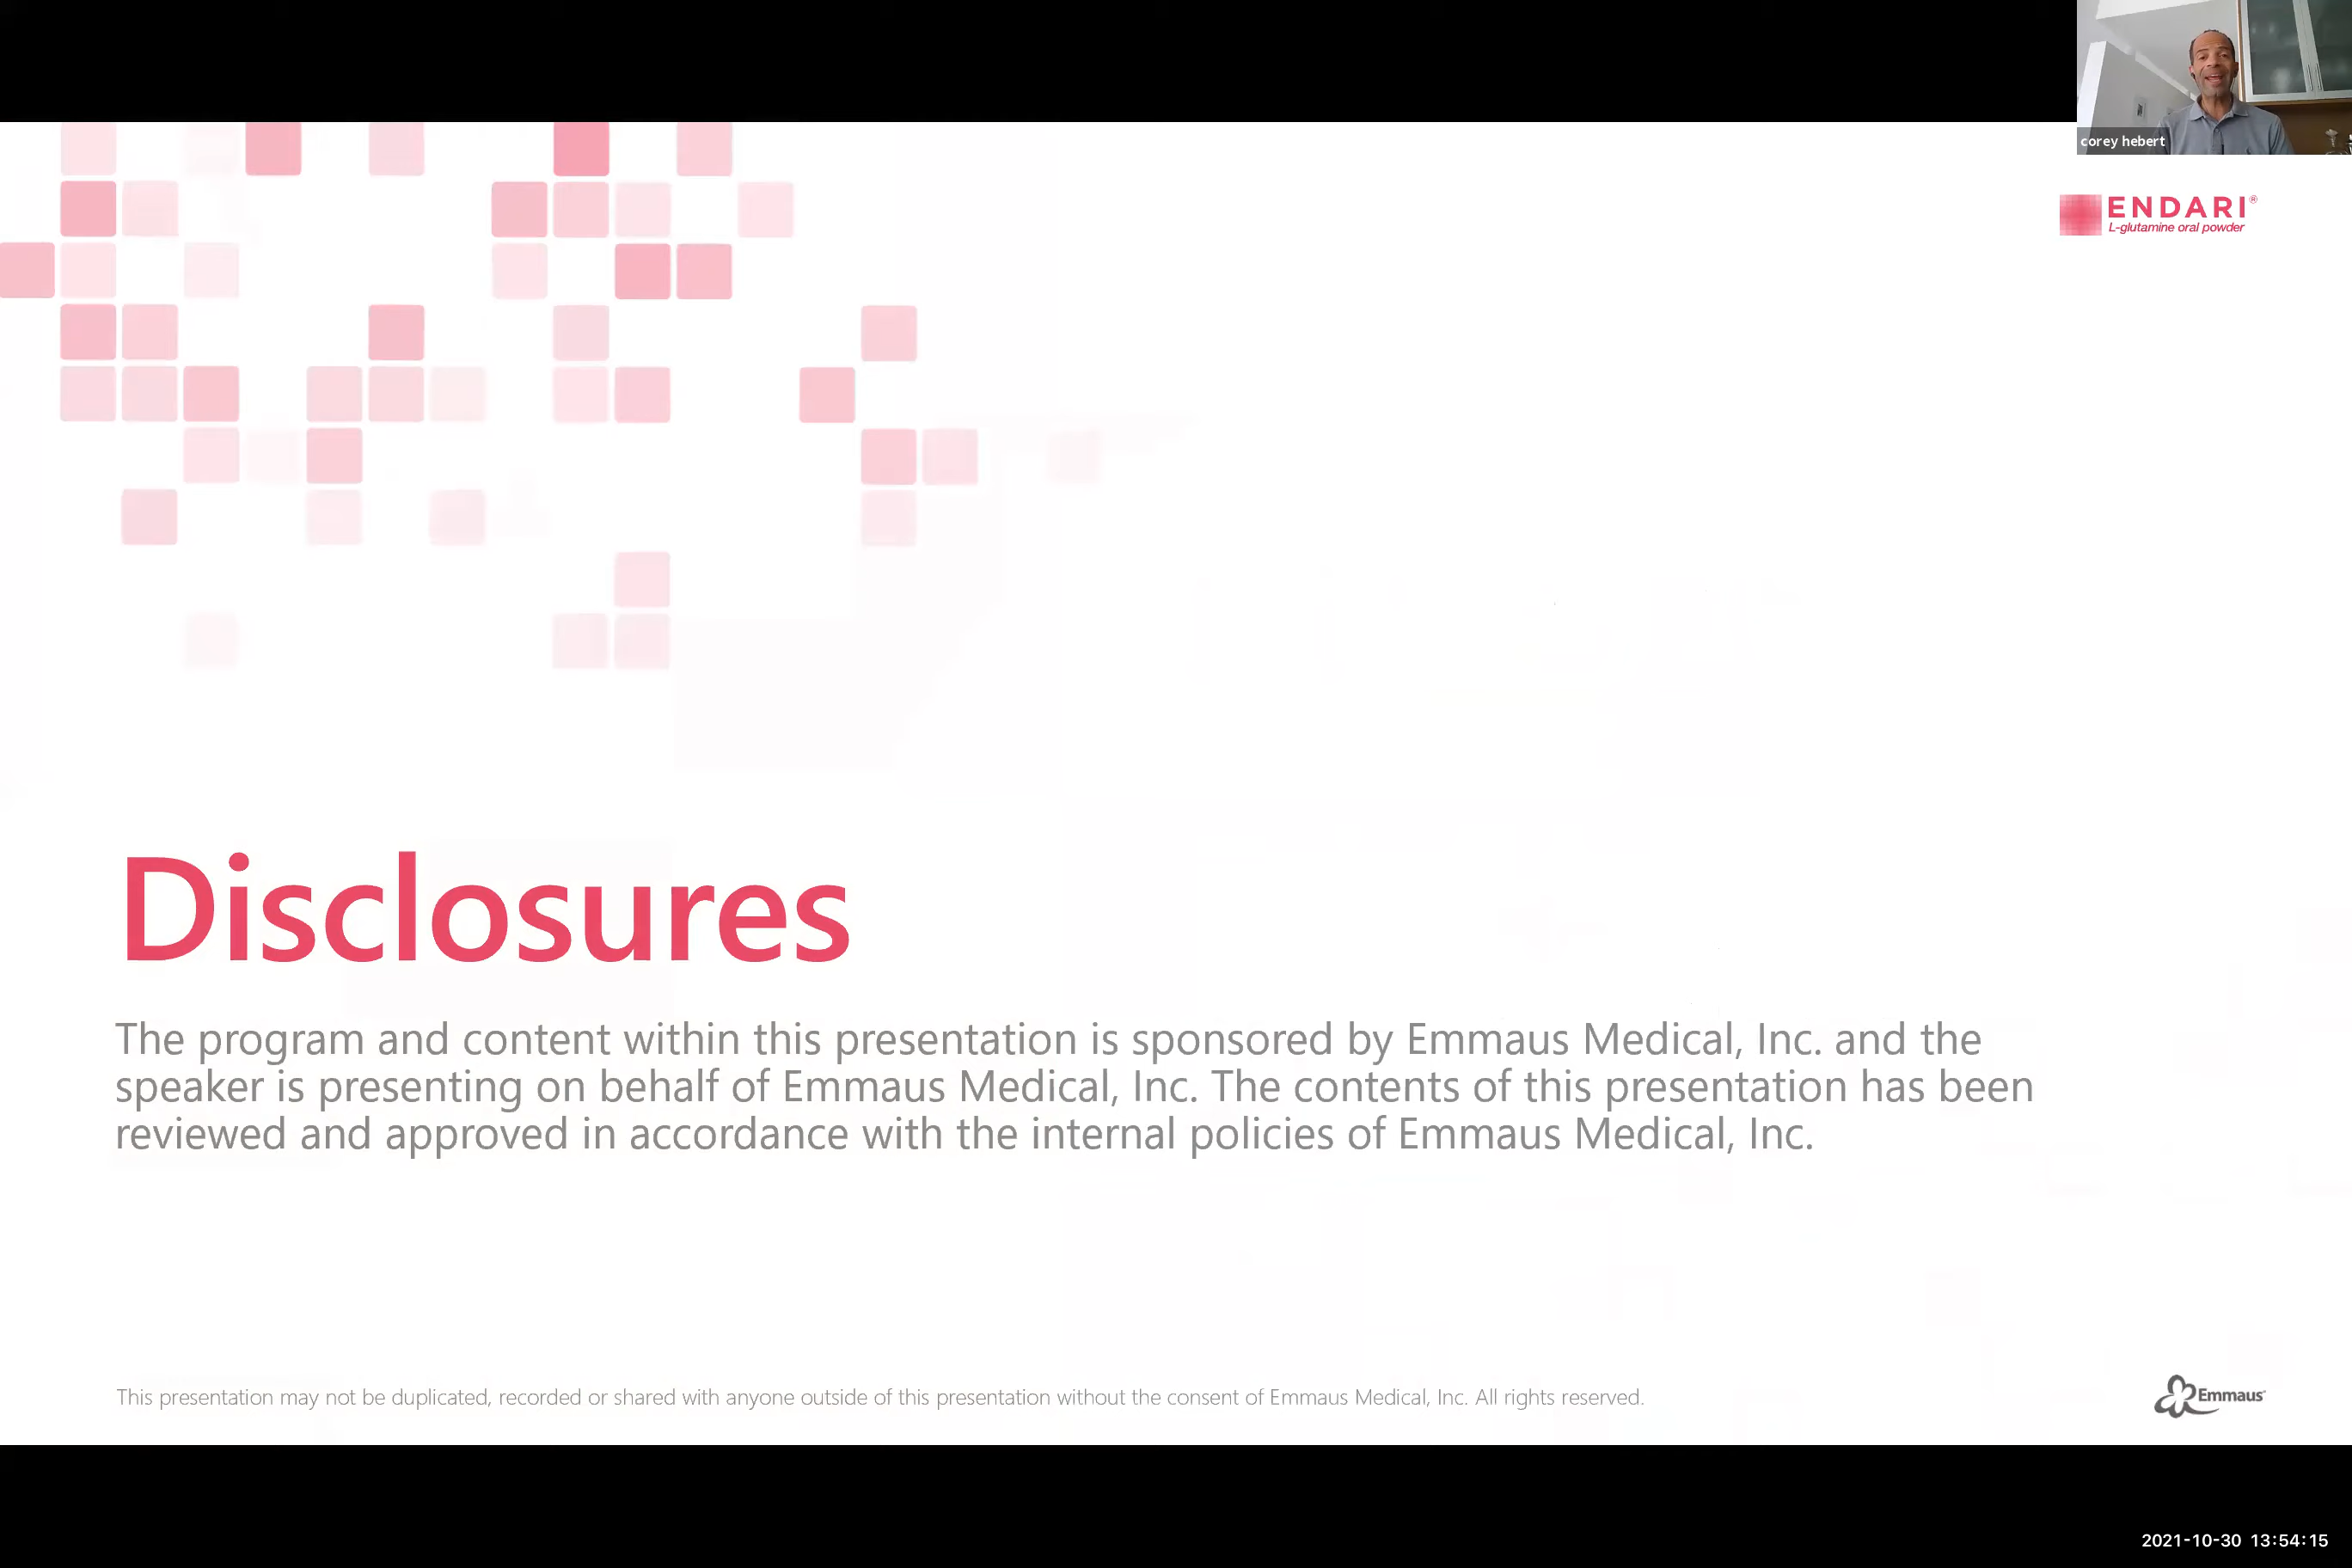 corey hebert
ENDARI®
L-glutamine oral powder
Disclosures
The program and content within this presentation is sponsored by Emmaus Medical, Inc. and the
speaker is presenting on behalf of Emmaus Medical, Inc. The contents of this presentation has been
reviewed and approved in accordance with the internal policies of Emmaus Medical, Inc.
This presentation may not be duplicated, recorded or shared with anyone outside of this presentation without the consent of Emmaus Medical, Inc. All rights reserved.
Emmaus
2021-10-30 13:54:15